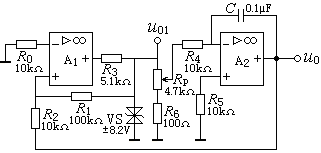 C 0.1μF
u01
u0
▷∞
▷∞
−
−
A1
A2
+
+
R0
10kΩ
R3
5.1kΩ
RP
4.7kΩ
R4
10kΩ
R1
100kΩ
VS
±8.2V
R2
10kΩ
R6
100Ω
R5
10kΩ